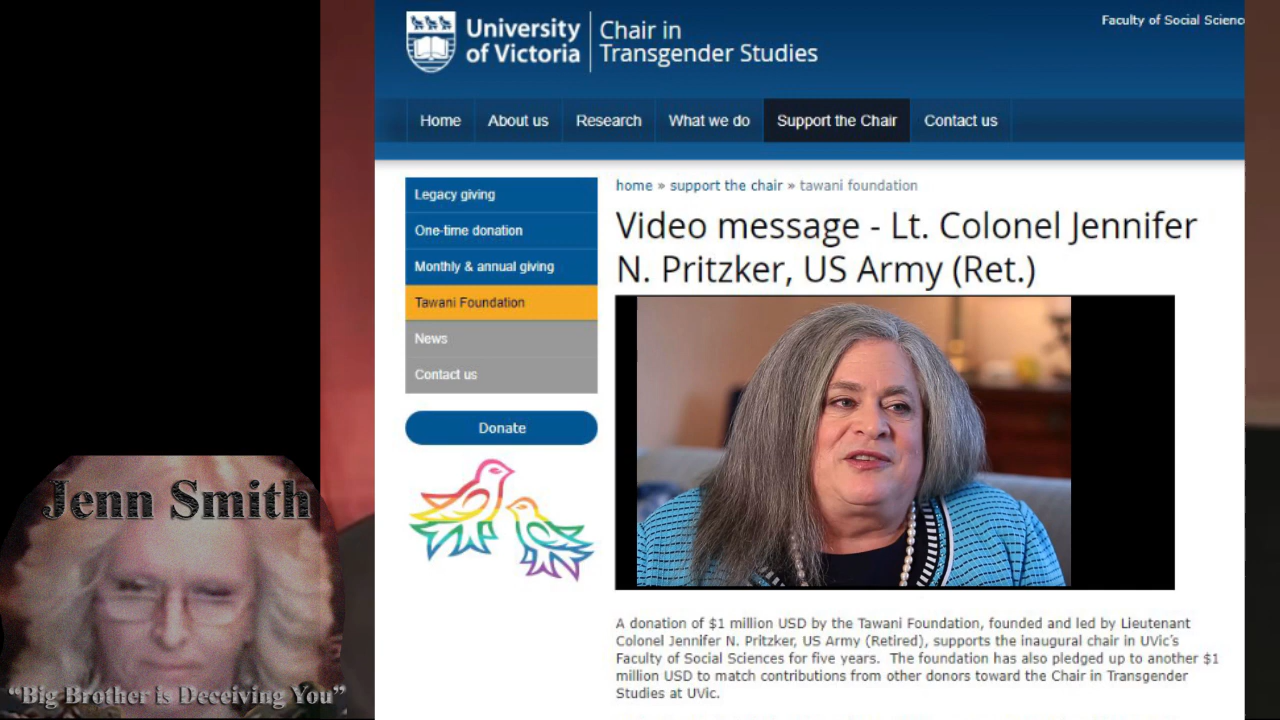 University
of Victoria
Chair in
Transgender Studies
Faculty of Social Scienc
Home About us Research What we do Support the Chair Contact us
Legacy giving
One-time donation
Monthly & annual giving
Tawani Foundation
News
Contact us
Donate
home » support the chair » tawani foundation
Video message - Lt. Colonel Jennifer
N. Pritzker, US Army (Ret.)
A donation of $1 million USD by the Tawani Foundation, founded and led by Lieutenant
Colonel Jennifer N. Pritzker, US Army (Retired), supports the inaugural chair in UVic's
Faculty of Social Sciences for five years.  The foundation has also pledged up to another $1
million USD to match contributions from other donors toward the Chair in Transgender
Studies at UVic.
Jenn Smith
"Big Brother is Deceiving You"